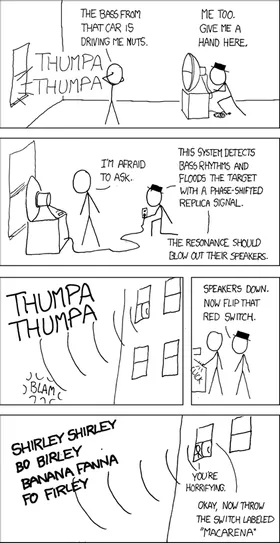 THE BASS FROM
THAT CAR IS
DRIVING ME NUTS.
THUMPA
THUMPA
ME TOO.
GIVE ME A
HAND HERE.
I'M AFRAID
TO ASK.
THIS SYSTEM DETECTS
BASS RHYTHMS AND
FLOODS THE TARGET
WITH A PHASE-SHIFTED
REPLICA SIGNAL.
THE RESONANCE SHOULD
BLOW OUT THEIR SPEAKERS.
THUMPA
THUMPA
BLAM
SPEAKERS DOWN.
NOW FLIP THAT
RED SWITCH.
SHIRLEY SHIRLEY
BO BIRLEY
BANANA FANNA
FO FIRLEY
YOU'RE
HORRIFYING.
OKAY, NOW THROW
THE SWITCH LABELED
"MACARENA"